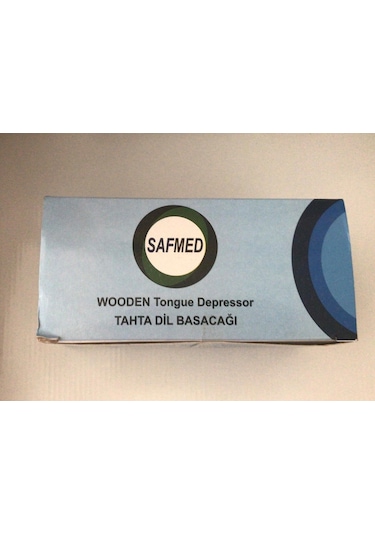 SAFMED
WOODEN Tongue Depressor
TAHTA DİL BASACAĞI